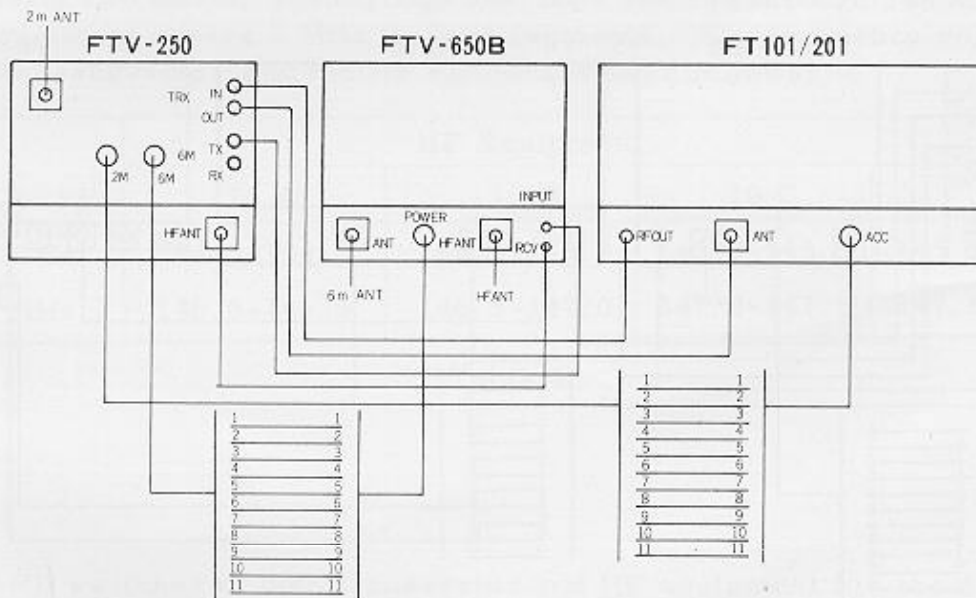 2m ANT
FTV-250
FTV-650B
FT101/201
TRX
IN
OUT
TX
RX
2M
6M
6M
HFANT
INPUT
POWER
ANT
HFANT
RCV
6m ANT
HFANT
RFOUT
ANT
ACC
1 1
2 2
3 3
4 4
5 5
6 6
7 7
8 8
9 9
10 10
11 11
1 1
2 2
3 3
4 4
5 5
6 6
7 7
8 8
9 9
10 10
11 11